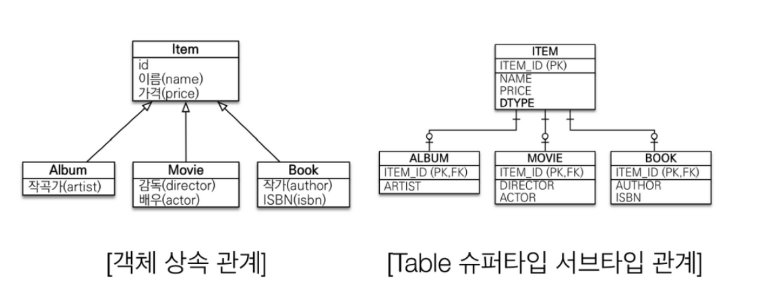 Item
id
이름(name)
가격(price)
Album
작곡가(artist)
Movie
감독(director)
배우(actor)
Book
작가(author)
ISBN(isbn)
[객체 상속 관계]
ITEM
ITEM_ID (PK)
NAME
PRICE
DTYPE
ALBUM
ITEM_ID (PK,FK)
ARTIST
MOVIE
ITEM_ID (PK,FK)
DIRECTOR
ACTOR
BOOK
ITEM_ID (PK,FK)
AUTHOR
ISBN
[Table 슈퍼타입 서브타입 관계]